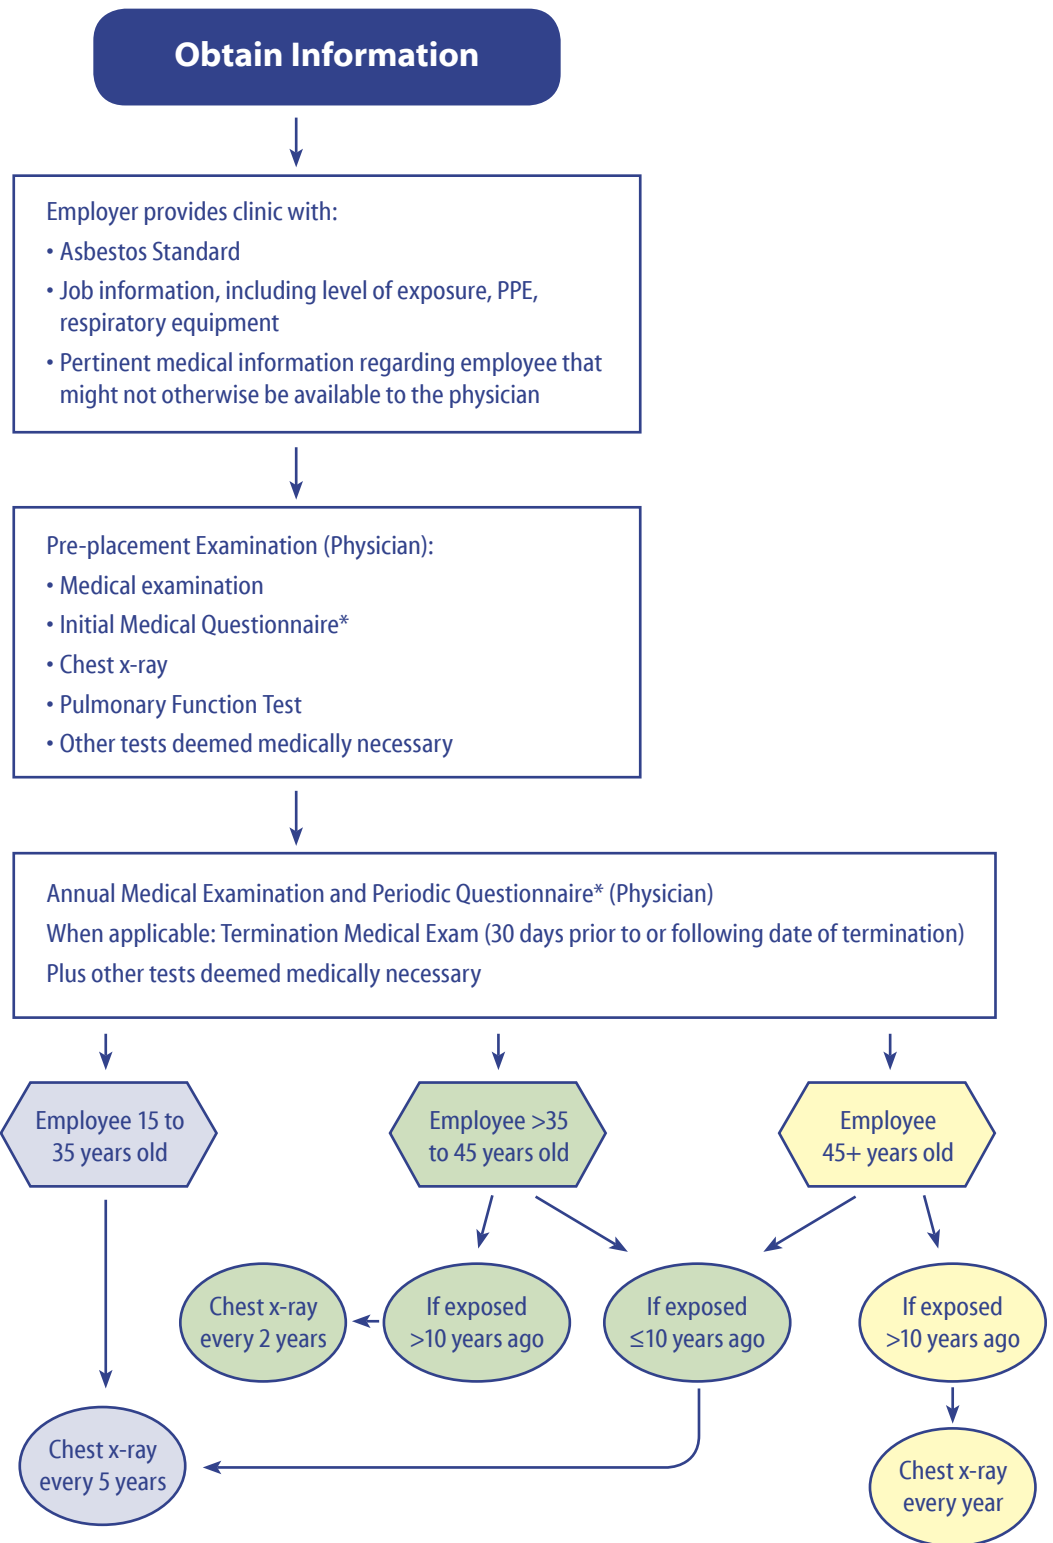 Obtain Information
Employer provides clinic with:
• Asbestos Standard
• Job information, including level of exposure, PPE,
respiratory equipment
• Pertinent medical information regarding employee that
might not otherwise be available to the physician
Pre-placement Examination (Physician):
• Medical examination
• Initial Medical Questionnaire*
• Chest x-ray
• Pulmonary Function Test
• Other tests deemed medically necessary
Annual Medical Examination and Periodic Questionnaire* (Physician)
When applicable: Termination Medical Exam (30 days prior to or following date of termination)
Plus other tests deemed medically necessary
Employee 15 to
35 years old
Employee >35
to 45 years old
Employee
45+ years old
Chest x-ray
every 2 years
If exposed
>10 years ago
If exposed
≤10 years ago
If exposed
>10 years ago
Chest x-ray
every 5 years
Chest x-ray
every year